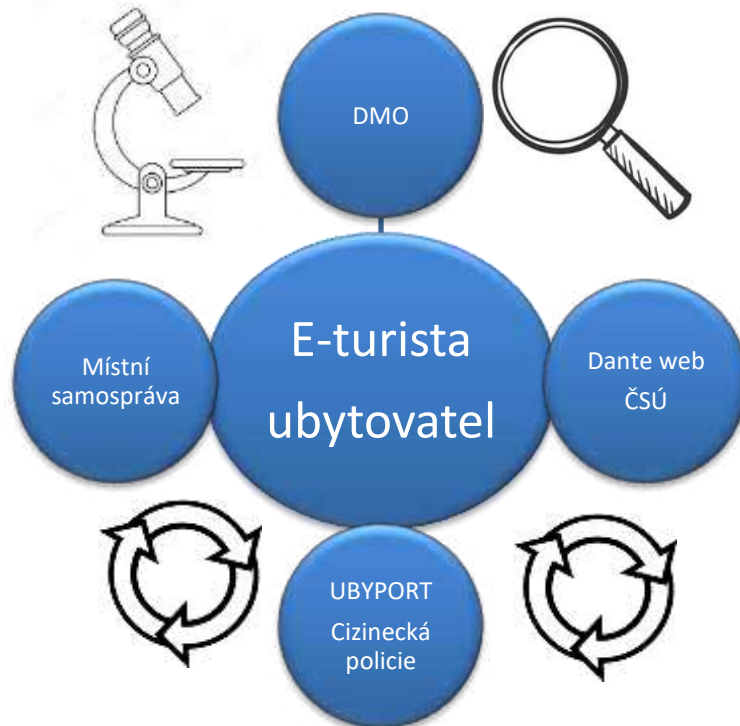 DMO
E-turista
ubytovatel
Místní
samospráva
Dante web
ČSÚ
UBYPORT
Cizinecká
policie